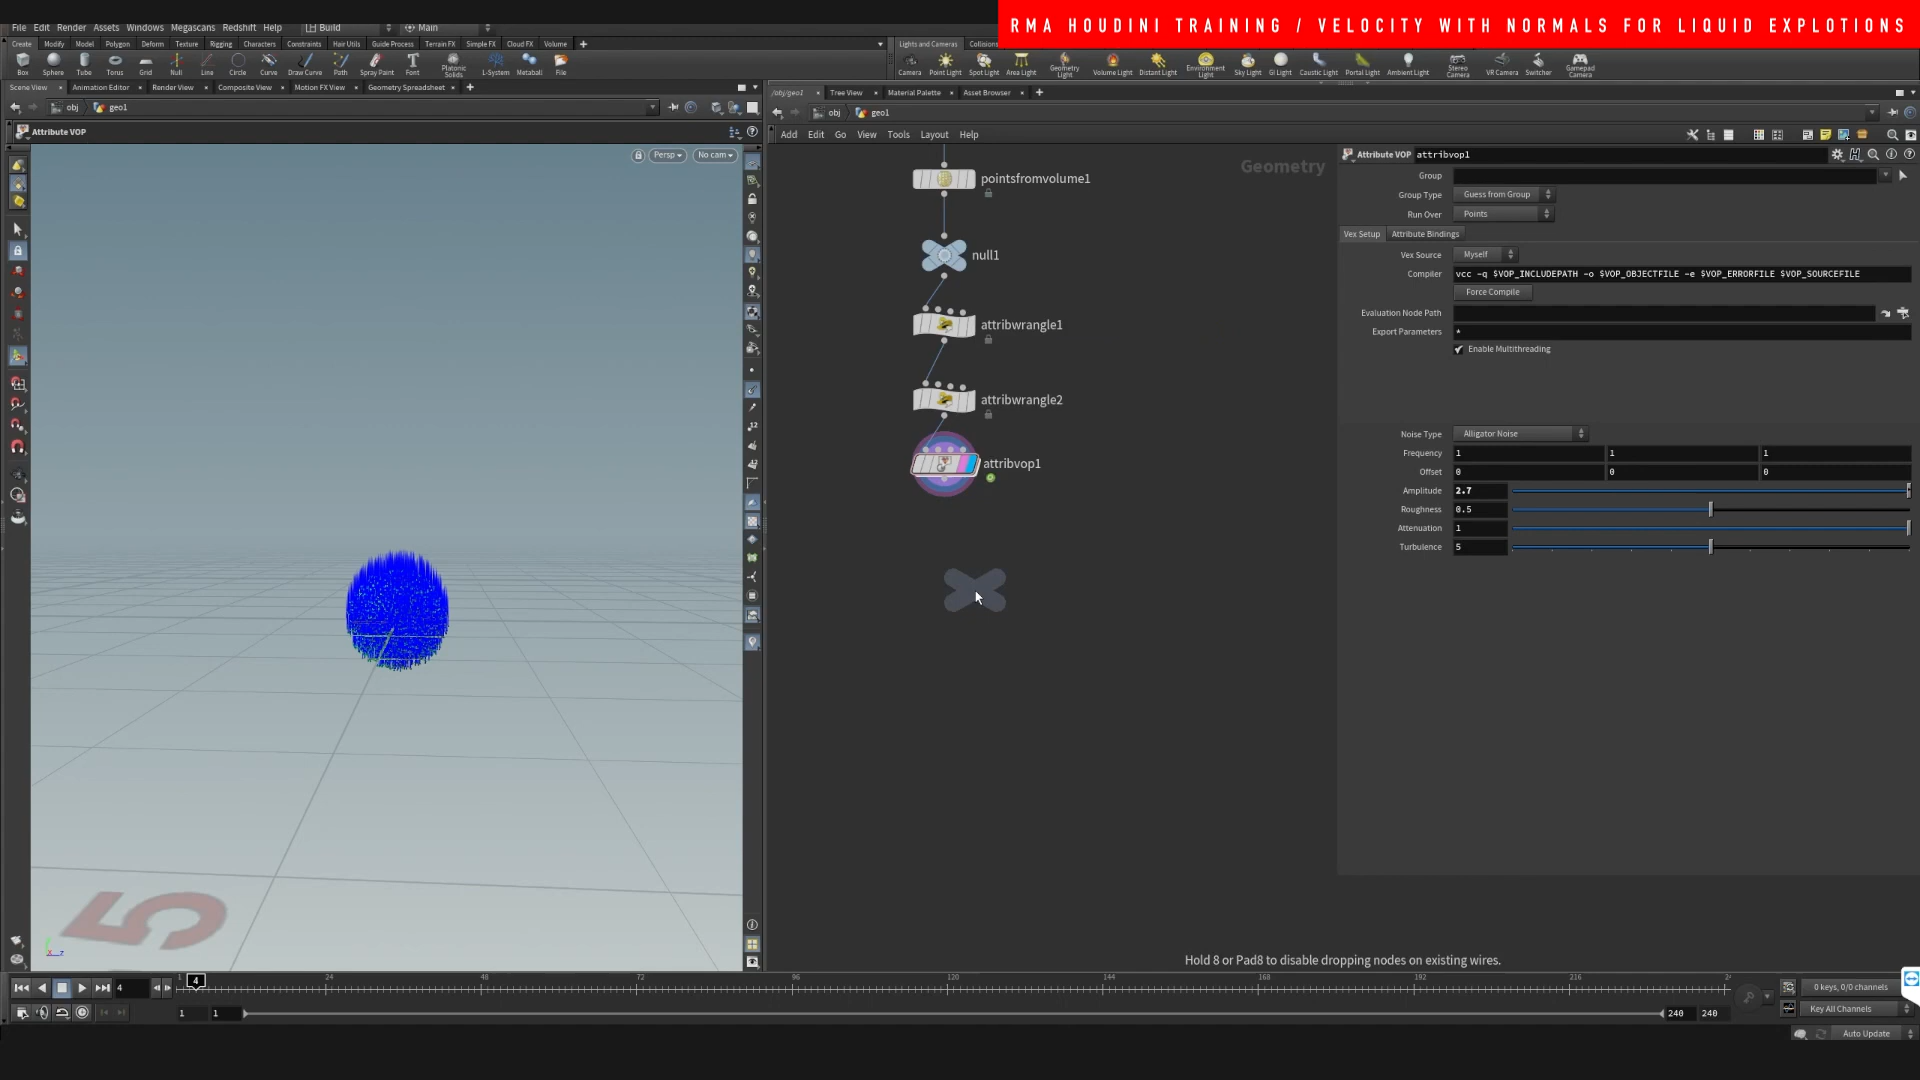 RMA HOUDINI TRAINING / VELOCITY WITH NORMALS FOR LIQUID EXPLOTIONS
File Edit Render Assets Windows Megascans Redshift Help Build Main
Create Modify Model Polygon Deform Texture Rigging Characters Constraints Hair Utils Guide Process Terrain FX Simple FX Cloud FX Volume
Lights and Cameras Collisions
Box Sphere Tube Torus Grid Null Line Circle Curve Draw Curve Path Spray Paint Font Platonic Solids L-System Metaball File
Camera Point Light Spot Light Area Light Geometry Light Volume Light Distant Light Environment Light Sky Light GI Light Caustic Light Portal Light Ambient Light Stereo Camera VR Camera Switcher Gamepad Camera
Scene View Animation Editor Render View Composite View Motion FX View Geometry Spreadsheet
/obj/geo1 Tree View Material Palette Asset Browser
obj geo1
obj geo1
Attribute VOP
Add Edit Go View Tools Layout Help
Persp No cam
Geometry
pointsfromvolume1
null1
attribwrangle1
attribwrangle2
attribvop1
Attribute VOP attribvop1
Group
Group Type Guess from Group
Run Over Points
Vex Setup Attribute Bindings
Vex Source Myself
Compiler vcc -q $VOP_INCLUDEPATH -o $VOP_OBJECTFILE -e $VOP_ERRORFILE $VOP_SOURCEFILE
Force Compile
Evaluation Node Path
Export Parameters *
Enable Multithreading
Noise Type Alligator Noise
Frequency 1 1 1
Offset 0 0 0
Amplitude 2.7
Roughness 0.5
Attenuation 1
Turbulence 5
5
Hold 8 or Pad8 to disable dropping nodes on existing wires.
1 4 24 48 72 96 120 144 168 192 216 24
4
0 keys, 0/0 channels
1 1 240 240
Key All Channels
Auto Update